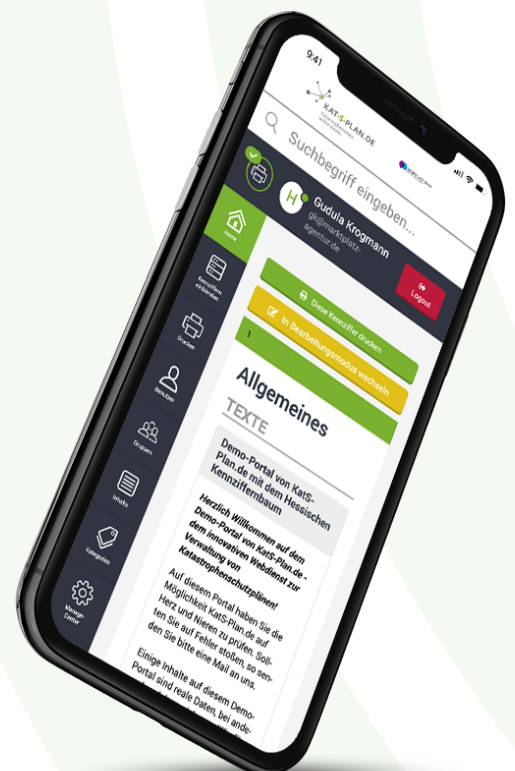 9:41
KAT-S-PLAN.DE
Suchbegriff eingeben...
H
Gudula Krogmann
gk@marktplatz-
agentur.de
Logout
Home
Kennziffern
einblenden
Drucken
Benutzer
Gruppen
Inhalte
Kategorien
Manage-
Center
Diese Kennziffer drucken
In Bearbeitungsmodus wechseln
1
Allgemeines
TEXTE
Demo-Portal von KatS-
Plan.de mit dem Hessischen
Kennziffernbaum
Herzlich Willkommen auf dem
Demo-Portal von KatS-Plan.de -
dem innovativen Webdienst zur
Verwaltung von
Katastrophenschutzplänen!
Auf diesem Portal haben Sie die
Möglichkeit KatS-Plan.de auf
Herz und Nieren zu prüfen. Soll-
ten Sie auf Fehler stoßen, so sen-
den Sie bitte eine Mail an uns.
Einige Inhalte auf diesem Demo-
Portal sind reale Daten, bei ande-